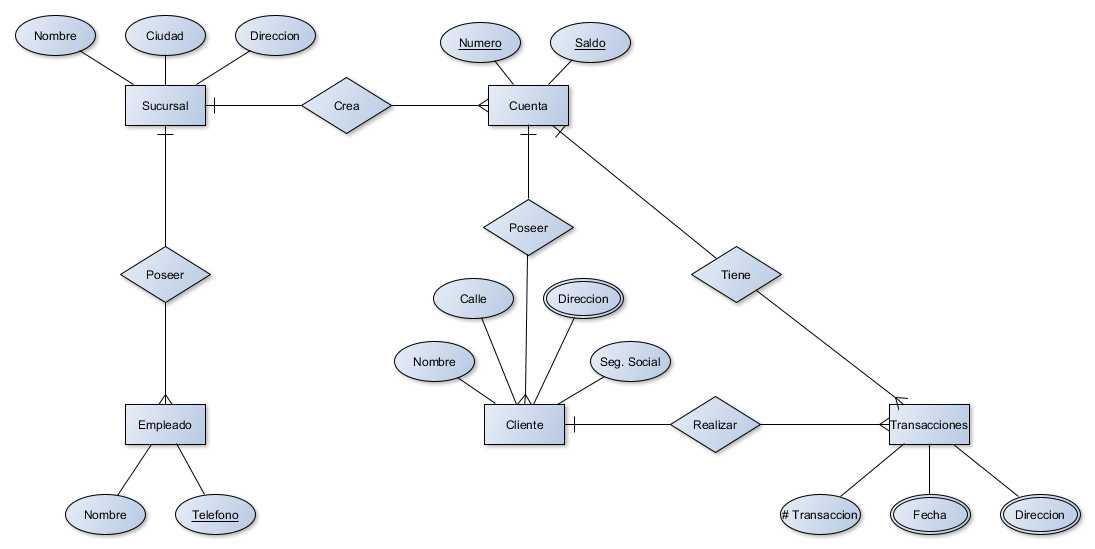 Nombre
Ciudad
Direccion
Numero
Saldo
Sucursal
Crea
Cuenta
Poseer
Poseer
Tiene
Calle
Direccion
Nombre
Seg. Social
Empleado
Cliente
Realizar
Transacciones
Nombre
Telefono
# Transaccion
Fecha
Direccion